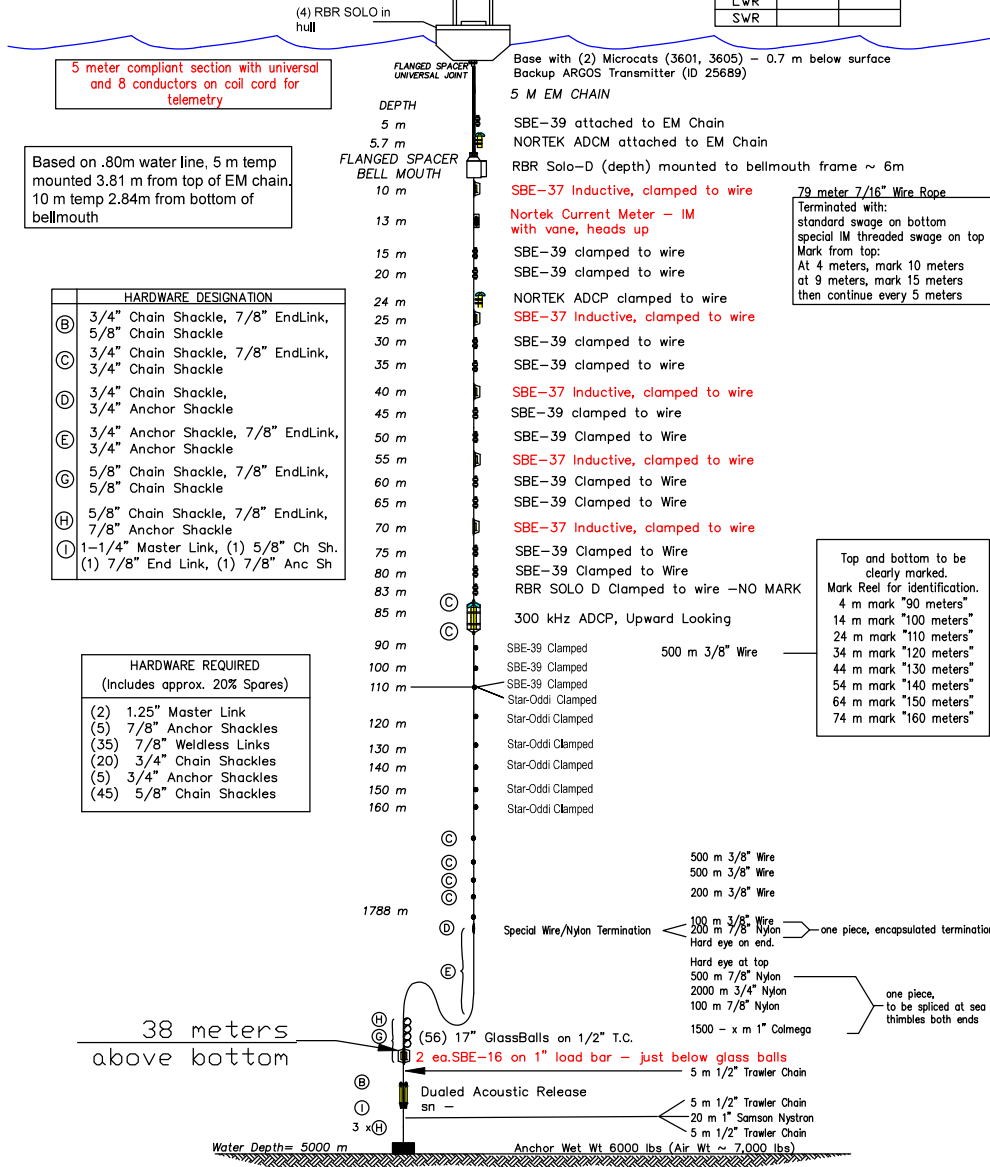 (4) RBR SOLO in
hull
LWR
SWR
5 meter compliant section with universal
and 8 conductors on coil cord for
telemetry
FLANGED SPACER
UNIVERSAL JOINT
Base with (2) Microcats (3601, 3605) – 0.7 m below surface
Backup ARGOS Transmitter (ID 25689)
5 M EM CHAIN
DEPTH
5 m
SBE–39 attached to EM Chain
5.7 m
NORTEK ADCM attached to EM Chain
FLANGED SPACER
BELL MOUTH
RBR Solo–D (depth) mounted to bellmouth frame ~ 6m
Based on .80m water line, 5 m temp
mounted 3.81 m from top of EM chain.
10 m temp 2.84m from bottom of
bellmouth
10 m
SBE–37 Inductive, clamped to wire
13 m
Nortek Current Meter – IM
with vane, heads up
15 m
SBE–39 clamped to wire
20 m
SBE–39 clamped to wire
24 m
NORTEK ADCP clamped to wire
25 m
SBE–37 Inductive, clamped to wire
30 m
SBE–39 clamped to wire
35 m
SBE–39 clamped to wire
40 m
SBE–37 Inductive, clamped to wire
45 m
SBE–39 clamped to wire
50 m
SBE–39 Clamped to Wire
55 m
SBE–37 Inductive, clamped to wire
60 m
SBE–39 Clamped to Wire
65 m
SBE–39 Clamped to Wire
70 m
SBE–37 Inductive, clamped to wire
75 m
SBE–39 Clamped to Wire
80 m
SBE–39 Clamped to Wire
83 m
RBR SOLO D Clamped to wire –NO MARK
85 m
C
C
300 kHz ADCP, Upward Looking
79 meter 7/16" Wire Rope
Terminated with:
standard swage on bottom
special IM threaded swage on top
Mark from top:
At 4 meters, mark 10 meters
at 9 meters, mark 15 meters
then continue every 5 meters
HARDWARE DESIGNATION
B 3/4" Chain Shackle, 7/8" EndLink,
5/8" Chain Shackle
C 3/4" Chain Shackle, 7/8" EndLink,
3/4" Chain Shackle
D 3/4" Chain Shackle,
3/4" Anchor Shackle
E 3/4" Anchor Shackle, 7/8" EndLink,
3/4" Anchor Shackle
G 5/8" Chain Shackle, 7/8" EndLink,
5/8" Chain Shackle
H 5/8" Chain Shackle, 7/8" EndLink,
7/8" Anchor Shackle
I 1–1/4" Master Link, (1) 5/8" Ch Sh.
(1) 7/8" End Link, (1) 7/8" Anc Sh
90 m
SBE-39 Clamped
100 m
SBE-39 Clamped
110 m
SBE-39 Clamped
Star-Oddi Clamped
120 m
Star-Oddi Clamped
130 m
Star-Oddi Clamped
140 m
Star-Oddi Clamped
150 m
Star-Oddi Clamped
160 m
Star-Oddi Clamped
500 m 3/8" Wire
Top and bottom to be
clearly marked.
Mark Reel for identification.
4 m mark "90 meters"
14 m mark "100 meters"
24 m mark "110 meters"
34 m mark "120 meters"
44 m mark "130 meters"
54 m mark "140 meters"
64 m mark "150 meters"
74 m mark "160 meters"
HARDWARE REQUIRED
(Includes approx. 20% Spares)
(2) 1.25" Master Link
(5) 7/8" Anchor Shackles
(35) 7/8" Weldless Links
(20) 3/4" Chain Shackles
(5) 3/4" Anchor Shackles
(45) 5/8" Chain Shackles
C
C
C
C
500 m 3/8" Wire
500 m 3/8" Wire
200 m 3/8" Wire
1788 m
D
Special Wire/Nylon Termination
100 m 3/8" Wire
200 m 7/8" Nylon
Hard eye on end.
one piece, encapsulated termination
E
Hard eye at top
500 m 7/8" Nylon
2000 m 3/4" Nylon
100 m 7/8" Nylon
1500 – x m 1" Colmega
one piece,
to be spliced at sea
thimbles both ends
38 meters
above bottom
H
G
(56) 17" GlassBalls on 1/2" T.C.
2 ea.SBE–16 on 1" load bar – just below glass balls
5 m 1/2" Trawler Chain
B
Dualed Acoustic Release
sn –
I
3 x H
5 m 1/2" Trawler Chain
20 m 1" Samson Nystron
5 m 1/2" Trawler Chain
Water Depth= 5000 m
Anchor Wet Wt 6000 lbs (Air Wt ~ 7,000 lbs)